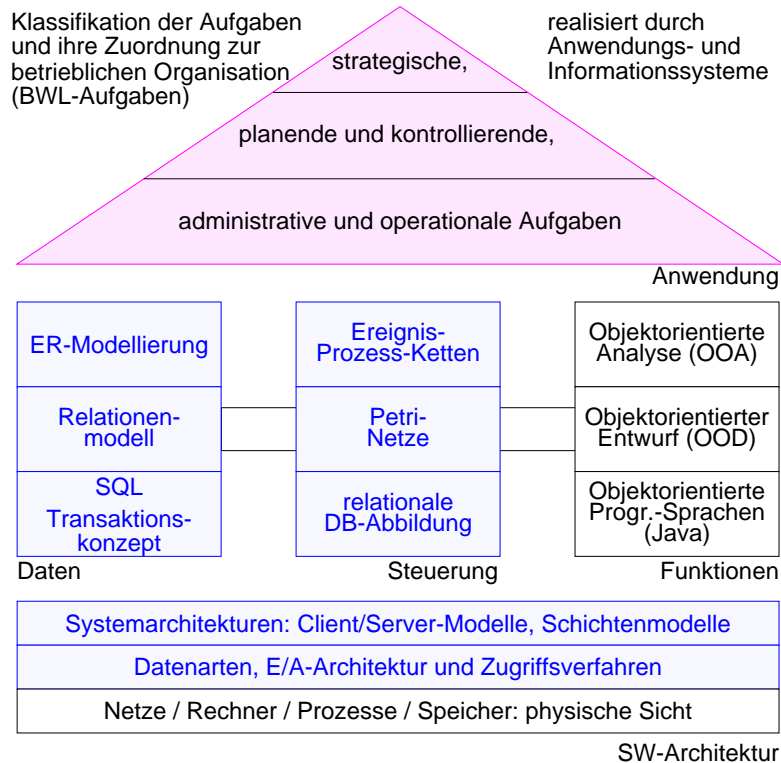 Klassifikation der Aufgaben
und ihre Zuordnung zur
betrieblichen Organisation
(BWL-Aufgaben)
realisiert durch
Anwendungs- und
Informationssysteme
strategische,
planende und kontrollierende,
administrative und operationale Aufgaben
Anwendung
ER-Modellierung
Relationen-
modell
SQL
Transaktions-
konzept
Daten
Ereignis-
Prozess-Ketten
Petri-
Netze
relationale
DB-Abbildung
Steuerung
Objektorientierte
Analyse (OOA)
Objektorientierter
Entwurf (OOD)
Objektorientierte
Progr.-Sprachen
(Java)
Funktionen
Systemarchitekturen: Client/Server-Modelle, Schichtenmodelle
Datenarten, E/A-Architektur und Zugriffsverfahren
Netze / Rechner / Prozesse / Speicher: physische Sicht
SW-Architektur